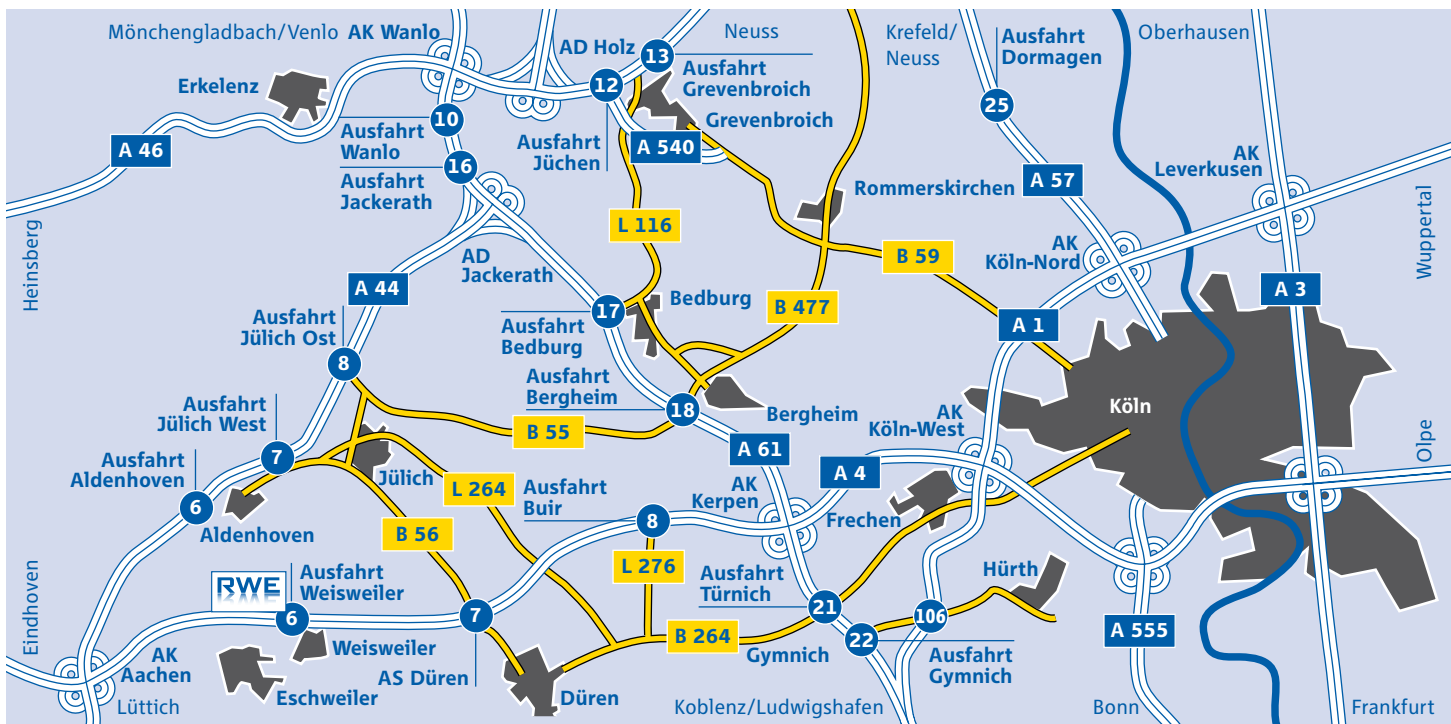 Mönchengladbach/Venlo AK Wanlo
Neuss
Krefeld/
Neuss
Ausfahrt
Dormagen
Oberhausen
AD Holz
13
12
Ausfahrt
Grevenbroich
Grevenbroich
Erkelenz
10
25
A 46
Ausfahrt
Wanlo
16
Ausfahrt
Jackerath
Ausfahrt
Jüchen
A 540
Rommerskirchen
A 57
AK
Leverkusen
Wuppertal
Heinsberg
L 116
AD
Jackerath
B 59
AK
Köln-Nord
A 44
A 3
Ausfahrt
Jülich Ost
8
17
Bedburg
B 477
A 1
Ausfahrt
Bedburg
Ausfahrt
Bergheim
18
Bergheim
Köln
Ausfahrt
Jülich West
7
B 55
A 61
AK
Köln-West
Olpe
Ausfahrt
Aldenhoven
6
Jülich
L 264
A 4
AK
Kerpen
Ausfahrt
Buir
8
Frechen
Aldenhoven
B 56
L 276
Eindhoven
RWE
Ausfahrt
Weisweiler
6
7
Ausfahrt
Türnich
21
Hürth
106
22
A 555
B 264
Gymnich
Ausfahrt
Gymnich
Weisweiler
AK
Aachen
Eschweiler
AS Düren
Düren
Lüttich
Koblenz/Ludwigshafen
Bonn
Frankfurt